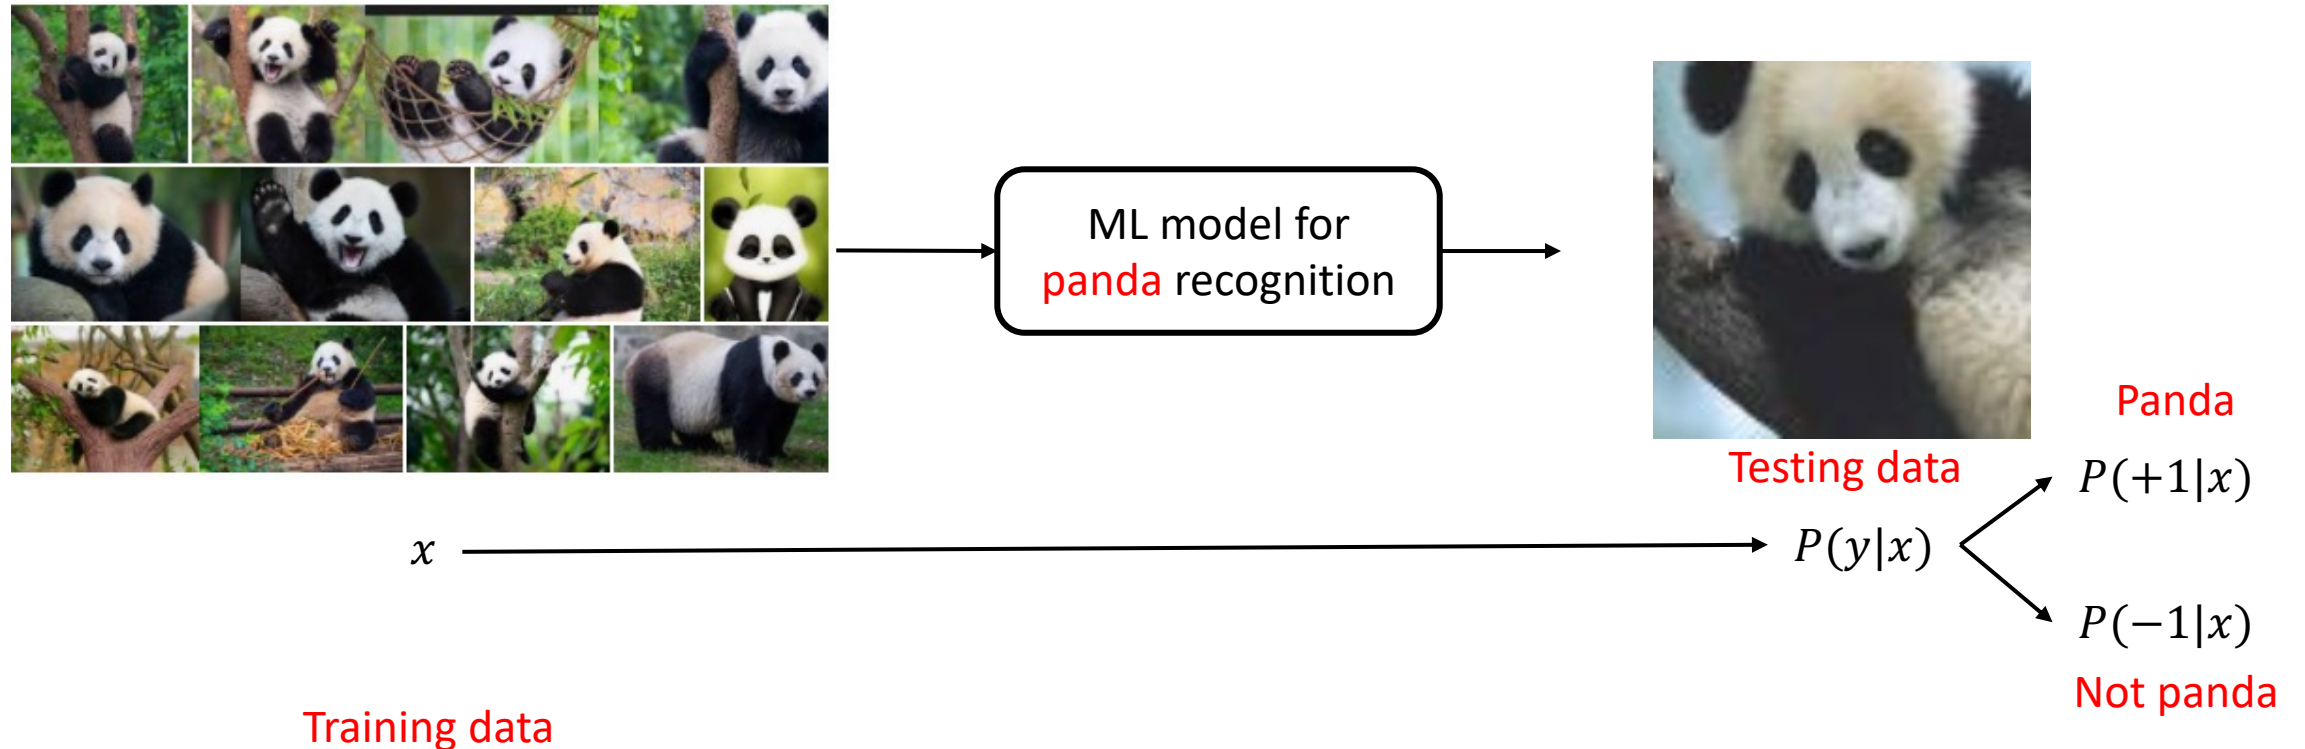 ML model for
panda recognition
Panda
Testing data
P(+1|x)
x
P(y|x)
P(−1|x)
Not panda
Training data